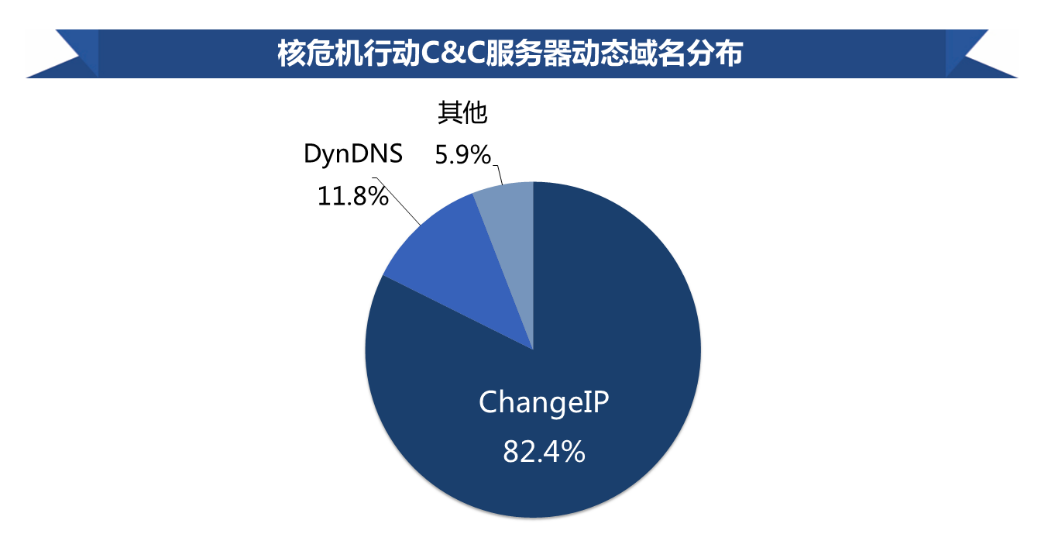 核危机行动C&C服务器动态域名分布
其他
5.9%
DynDNS
11.8%
ChangeIP
82.4%